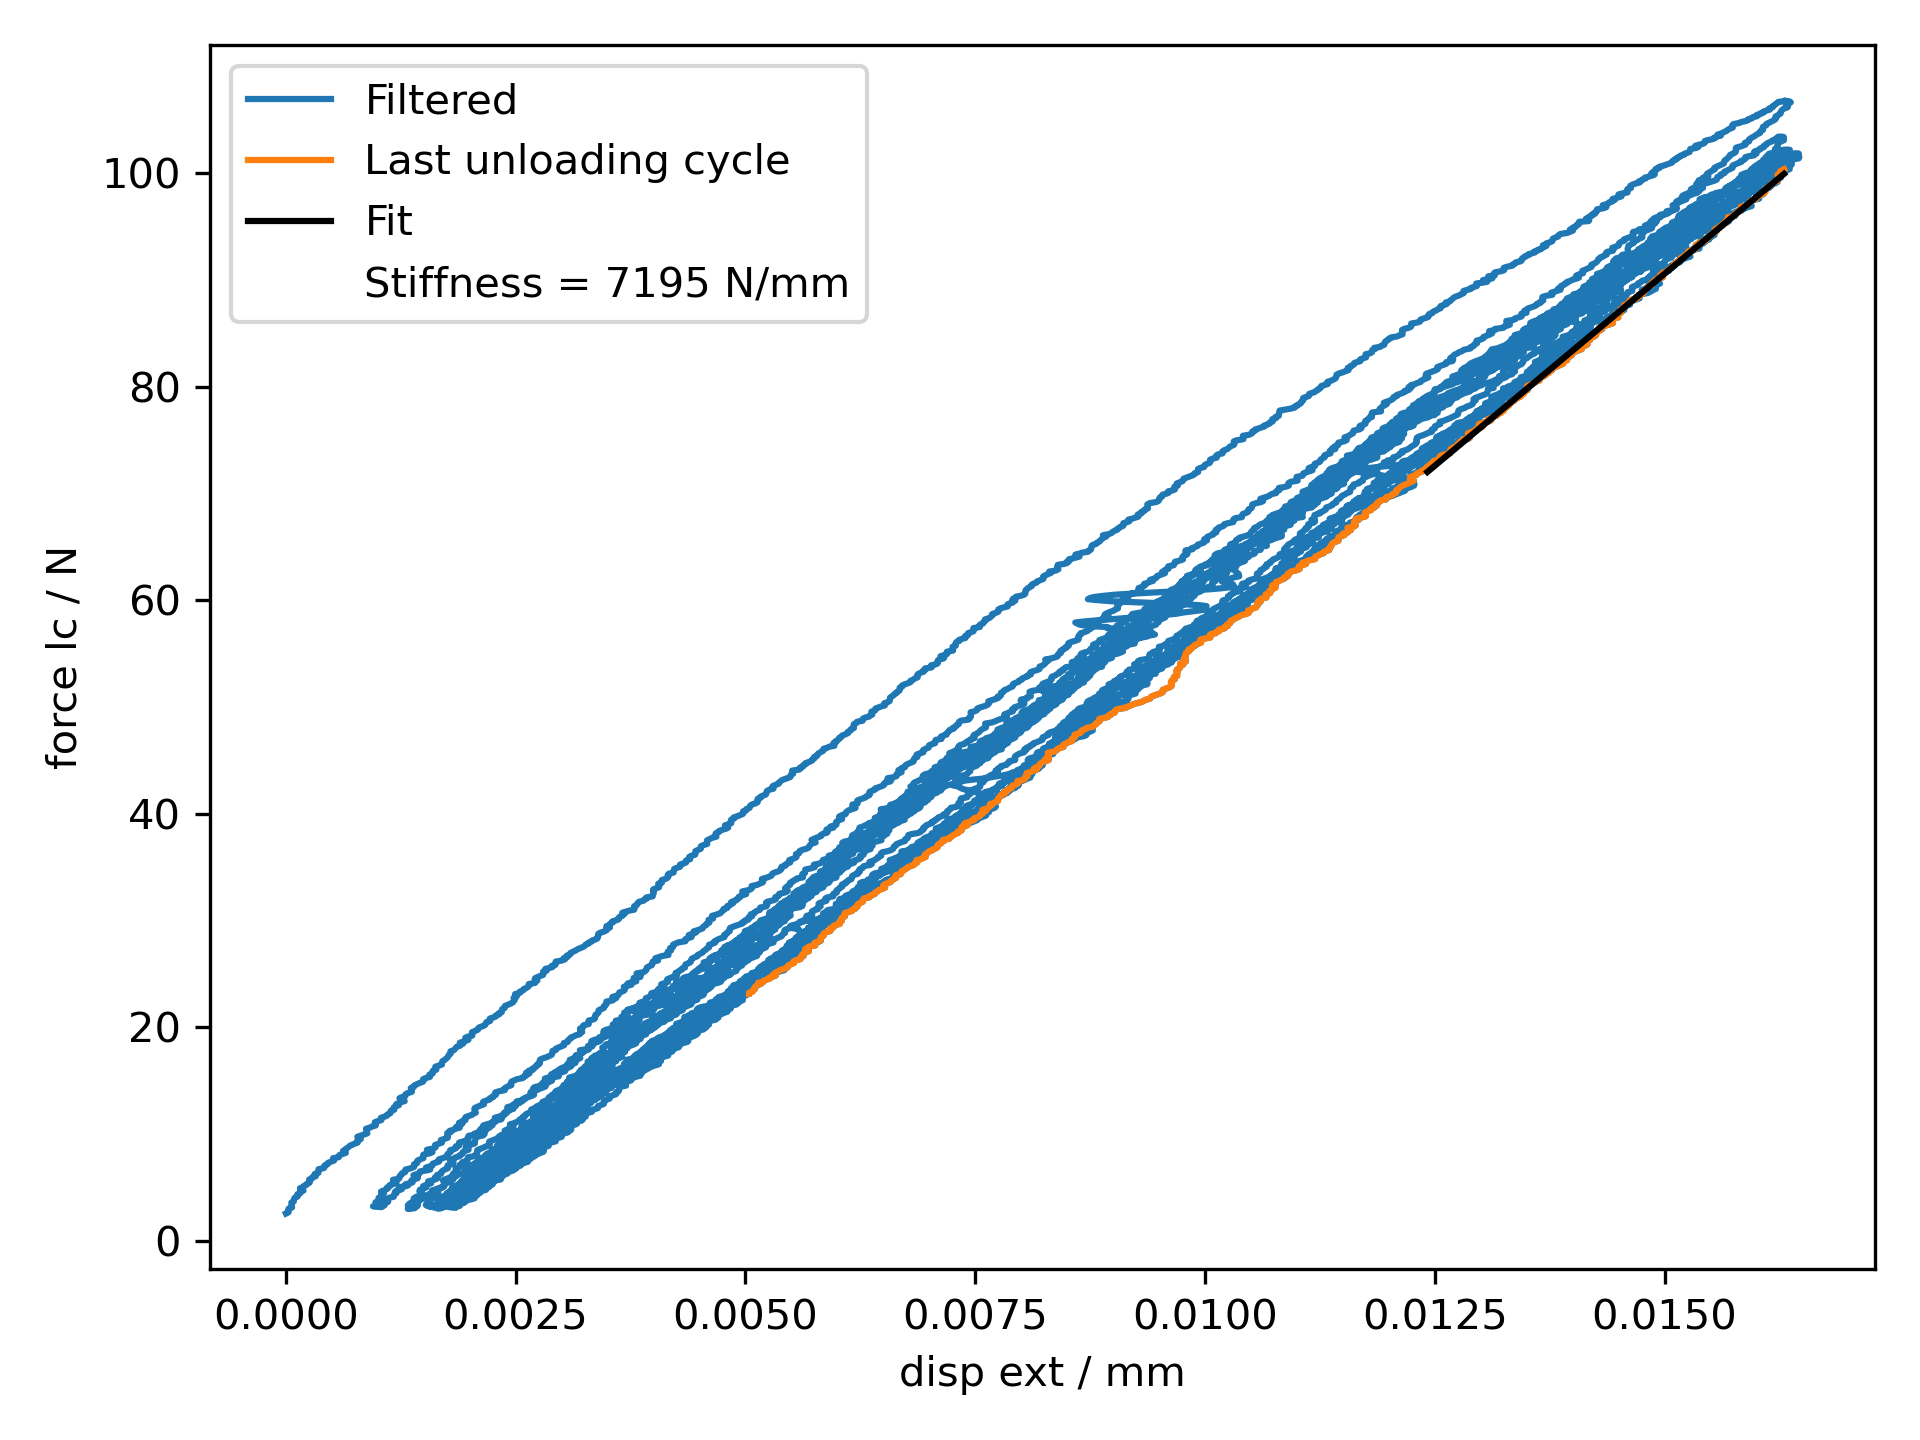 Filtered
Last unloading cycle
Fit
Stiffness = 7195 N/mm
100
80
60
40
20
0
force lc / N
0.0000 0.0025 0.0050 0.0075 0.0100 0.0125 0.0150
disp ext / mm